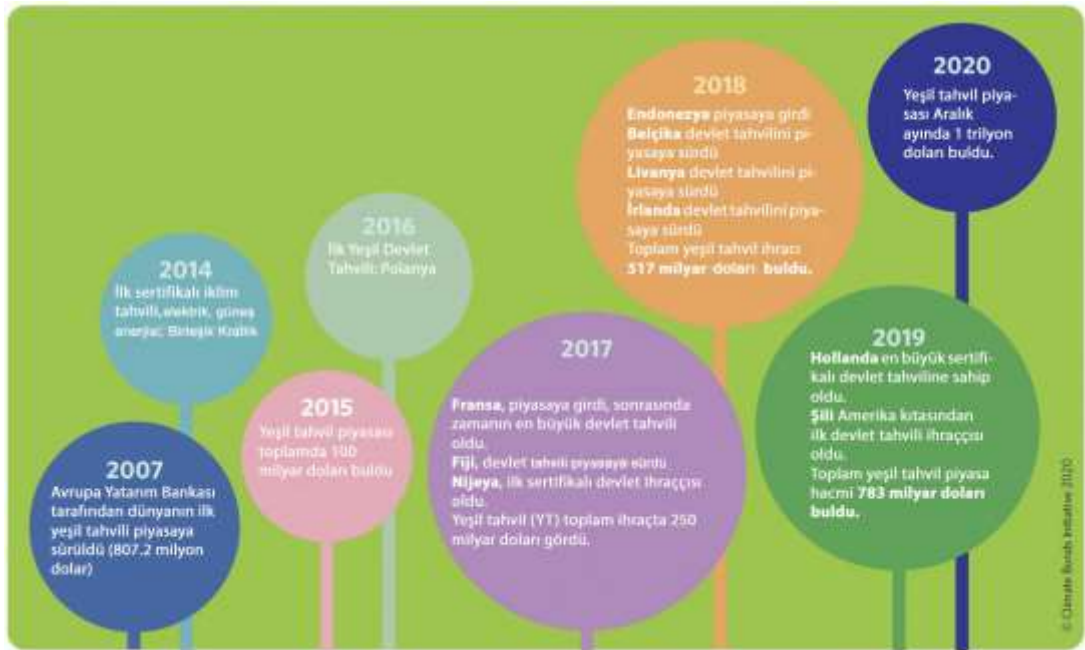 2007
Avrupa Yatarım Bankası
tarafından dünyanın ilk
yeşil tahvili piyasaya
sürüldü (807.2 milyon
dolar)
2014
İlk sertifikalı iklim
tahvili, elektrik, güneş
enerjisi; Birleşik Krallık
2015
Yeşil tahvil piyasası
toplamda 100
milyar doları buldu
2016
İlk Yeşil Devlet
Tahvili: Polanya
2017
Fransa, piyasaya girdi, sonrasında
zamanın en büyük devlet tahvili
oldu.
Fiji, devlet tahvili piyasaya sürdü
Nijeya, ilk sertifikalı devlet ihraççısı
oldu.
Yeşil tahvil (YT) toplam ihraçta 250
milyar doları gördü.
2018
Endonezya piyasaya girdi
Belçika devlet tahvilini pi-
yasaya sürdü
Livanya devlet tahvilini pi-
yasaya sürdü
İrlanda devlet tahvilini piya-
saya sürdü
Toplam yeşil tahvil ihracı
517 milyar doları buldu.
2019
Hollanda en büyük sertifi-
kalı devlet tahviline sahip
oldu.
Şili Amerika kıtasından
ilk devlet tahvili ihraççısı
oldu.
Toplam yeşil tahvil piyasa
hacmi 783 milyar doları
buldu.
2020
Yeşil tahvil piya-
sası Aralık
ayında 1 trilyon
doları buldu.
© Climate Bonds Initiative 2020